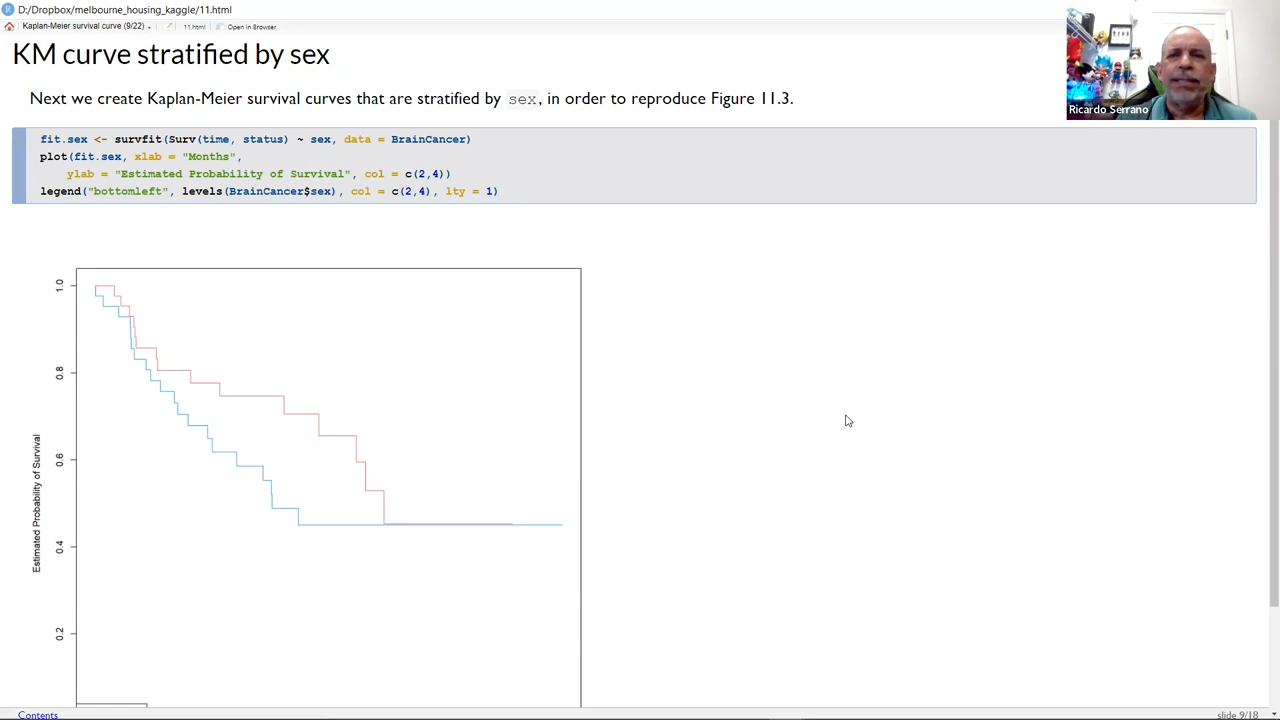 D:/Dropbox/melbourne_housing_kaggle/11.html
Kaplan-Meier survival curve (9/22)
11.html
Open in Browser
KM curve stratified by sex
Ricardo Serrano
Next we create Kaplan-Meier survival curves that are stratified by sex, in order to reproduce Figure 11.3.
fit.sex <- survfit(Surv(time, status) ~ sex, data = BrainCancer)
plot(fit.sex, xlab = "Months",
ylab = "Estimated Probability of Survival", col = c(2,4))
legend("bottomleft", levels(BrainCancer$sex), col = c(2,4), lty = 1)
1.0
0.8
0.6
0.4
0.2
Estimated Probability of Survival
Contents
slide 9/18